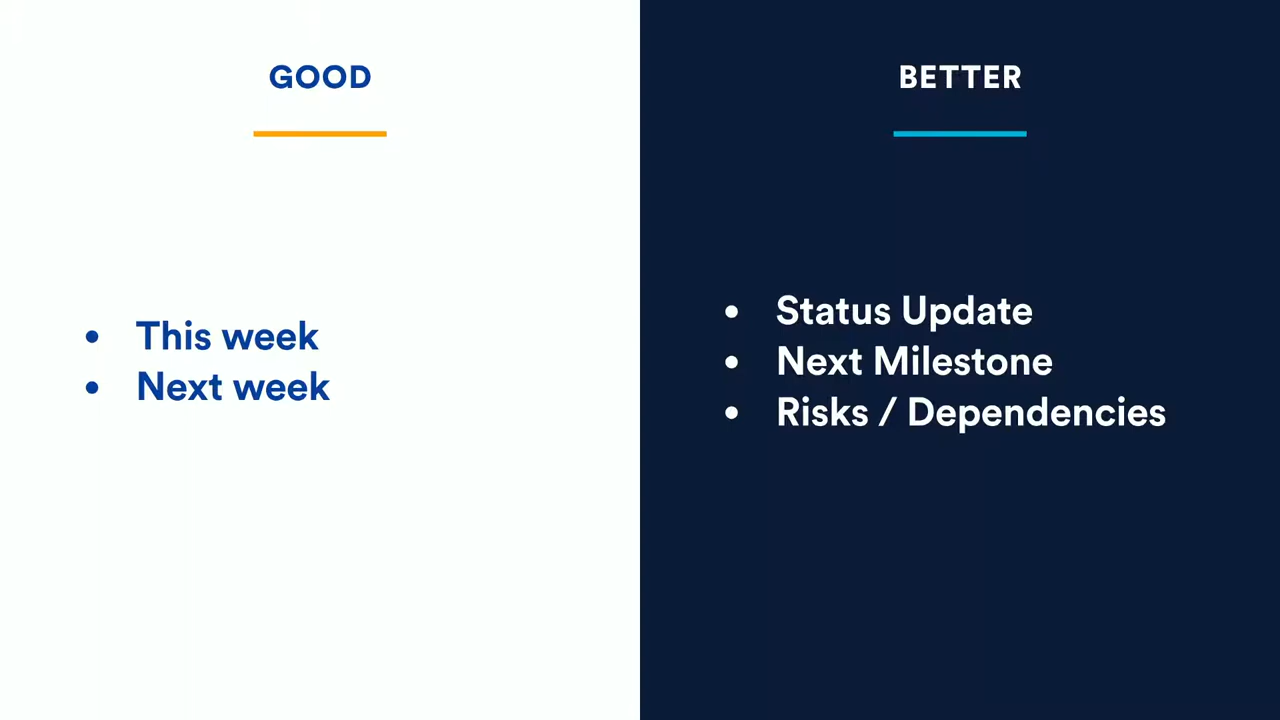 GOOD
• This week
• Next week
BETTER
• Status Update
• Next Milestone
• Risks / Dependencies